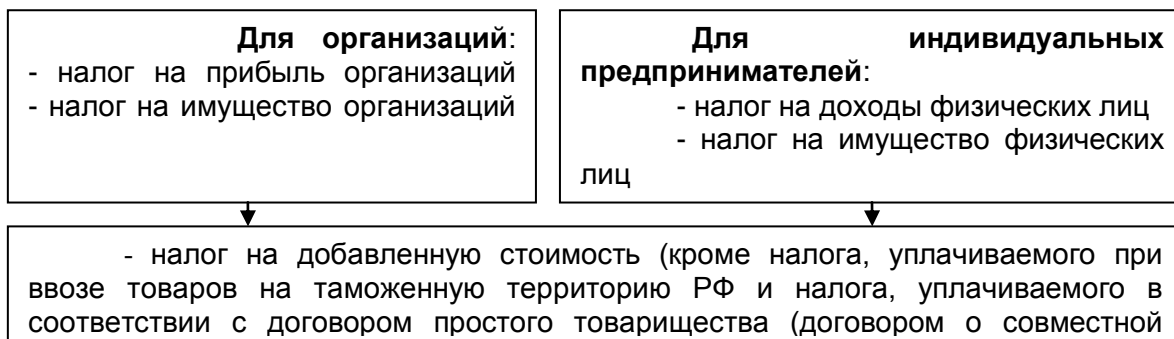 Для организаций:
- налог на прибыль организаций
- налог на имущество организаций
Для индивидуальных
предпринимателей:
- налог на доходы физических лиц
- налог на имущество физических
лиц
- налог на добавленную стоимость (кроме налога, уплачиваемого при
ввозе товаров на таможенную территорию РФ и налога, уплачиваемого в
соответствии с договором простого товарищества (договором о совместной